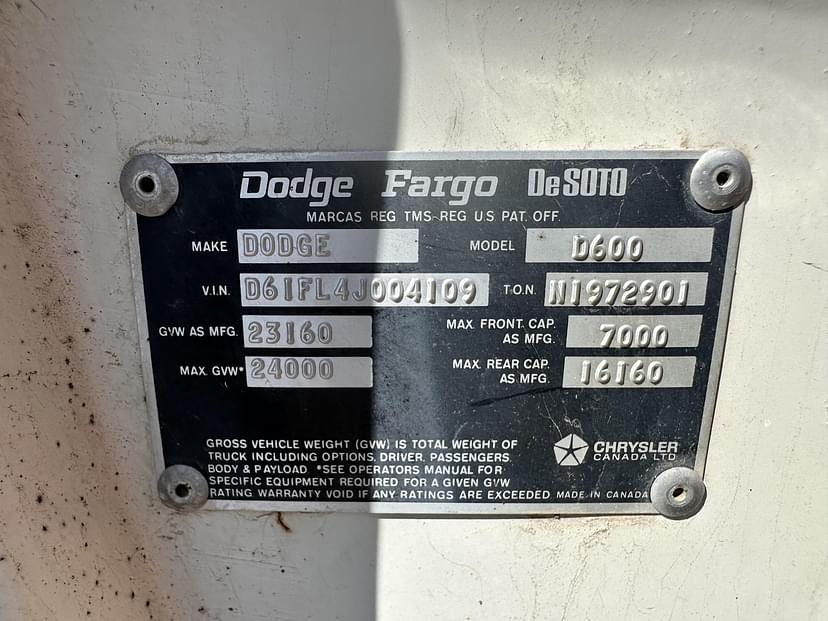 Dodge Fargo DeSOTO
MARCAS REG TMS-REG U.S. PAT. OFF.
MAKE DODGE MODEL D600
V.I.N. D61FL4J004109 T.O.N. N1972901
GVW AS MFG. 23160 MAX. FRONT. CAP. AS MFG. 7000
MAX. GVW* 24000 MAX. REAR CAP. AS MFG. 16160
GROSS VEHICLE WEIGHT (GVW) IS TOTAL WEIGHT OF
TRUCK INCLUDING OPTIONS, DRIVER, PASSENGERS
BODY & PAYLOAD *SEE OPERATORS MANUAL FOR
SPECIFIC EQUIPMENT REQUIRED FOR A GIVEN GVW
RATING WARRANTY VOID IF ANY RATINGS ARE EXCEEDED MADE IN CANADA
CHRYSLER
CANADA LTD